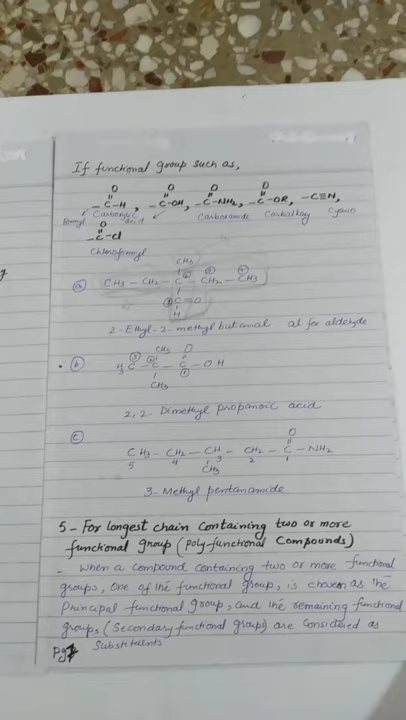 If functional group such as,
O O O O
-C-H, -C-OH, -C-NH₂, -C-OR, -C≡N,
Formyl Carboxylic acid Carboxamide Carbalkoxy Cyano
O
-C-Cl
Chloroformyl
CH₃
(a) CH₃ - CH₂ - C - CH₂ - CH₃
C=O
H
2-Ethyl-2-methyl butanal al for aldehyde
CH₃ O
(b) H₃C - C - C - OH
CH₃
2,2- Dimethyl propanoic acid
(c)
O
CH₃- CH₂ - CH - CH₂ - C - NH₂
5 4 3 2 1
CH₃
3- Methyl pentanamide
5- For longest chain containing two or more
functional group (poly-functional Compounds)
- When a compound containing two or more functional
groups, One of the functional group, is chosen as the
Principal functional group, and the remaining functional
groups (Secondary functional groups) are Considered as
Substituents
Pg